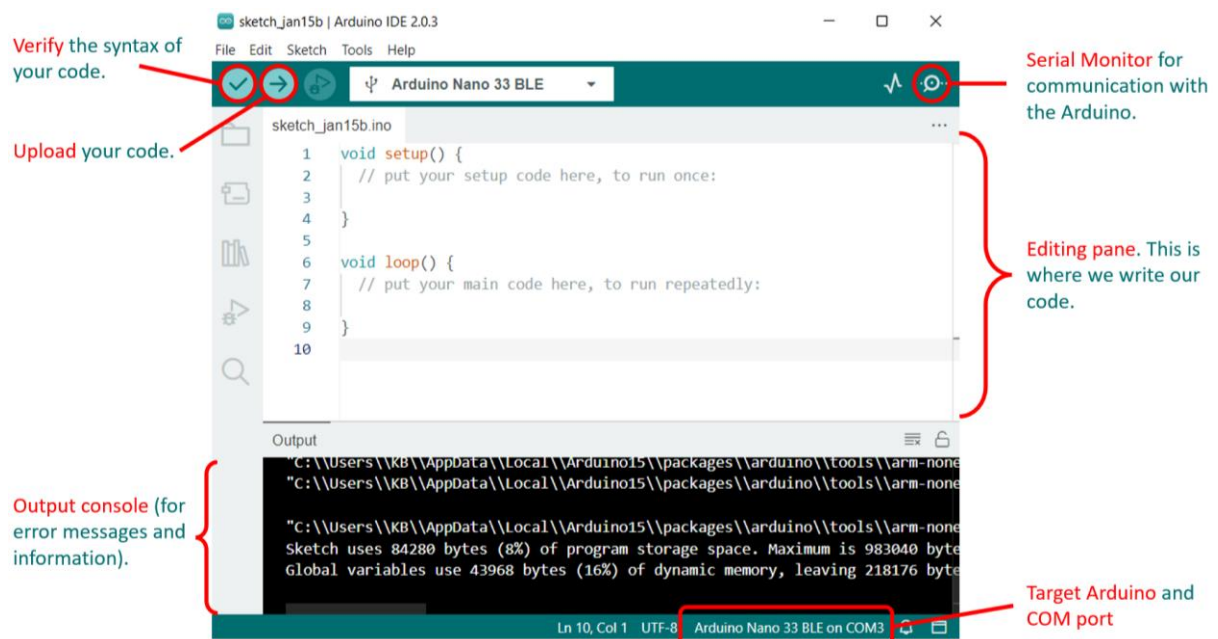 sketch_jan15b | Arduino IDE 2.0.3
File Edit Sketch Tools Help
Verify the syntax of
your code.
Upload your code.
Arduino Nano 33 BLE
Serial Monitor for
communication with
the Arduino.
sketch_jan15b.ino
1 void setup() {
2 // put your setup code here, to run once:
3
4 }
5
6 void loop() {
7 // put your main code here, to run repeatedly:
8
9 }
10
Editing pane. This is
where we write our
code.
Output
"C:\\Users\\KB\\AppData\\Local\\Arduino15\\packages\\arduino\\tools\\arm-none
"C:\\Users\\KB\\AppData\\Local\\Arduino15\\packages\\arduino\\tools\\arm-none
"C:\\Users\\KB\\AppData\\Local\\Arduino15\\packages\\arduino\\tools\\arm-none
Sketch uses 84280 bytes (8%) of program storage space. Maximum is 983040 byte
Global variables use 43968 bytes (16%) of dynamic memory, leaving 218176 byte
Output console (for
error messages and
information).
Ln 10, Col 1 UTF-8 Arduino Nano 33 BLE on COM3
Target Arduino and
COM port